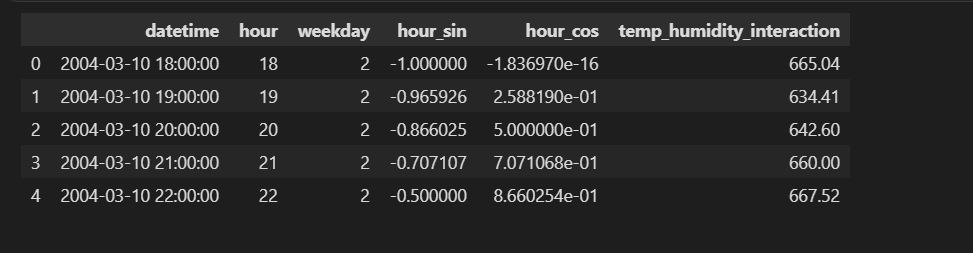 datetime hour weekday hour_sin hour_cos temp_humidity_interaction
0 2004-03-10 18:00:00 18 2 -1.000000 -1.836970e-16 665.04
1 2004-03-10 19:00:00 19 2 -0.965926 2.588190e-01 634.41
2 2004-03-10 20:00:00 20 2 -0.866025 5.000000e-01 642.60
3 2004-03-10 21:00:00 21 2 -0.707107 7.071068e-01 660.00
4 2004-03-10 22:00:00 22 2 -0.500000 8.660254e-01 667.52